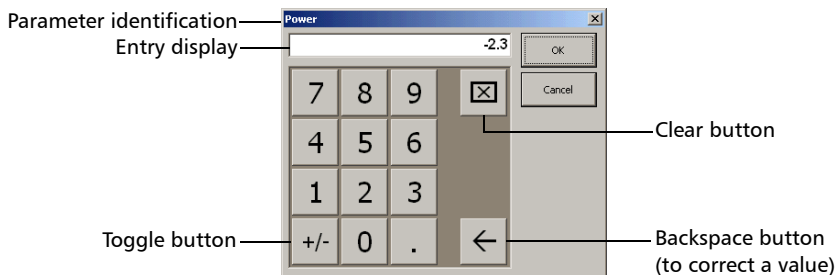 Parameter identification
Power
Entry display
-2.3
OK
Cancel
7 8 9
Clear button
4 5 6
1 2 3
Toggle button
+/- 0 .
Backspace button
(to correct a value)